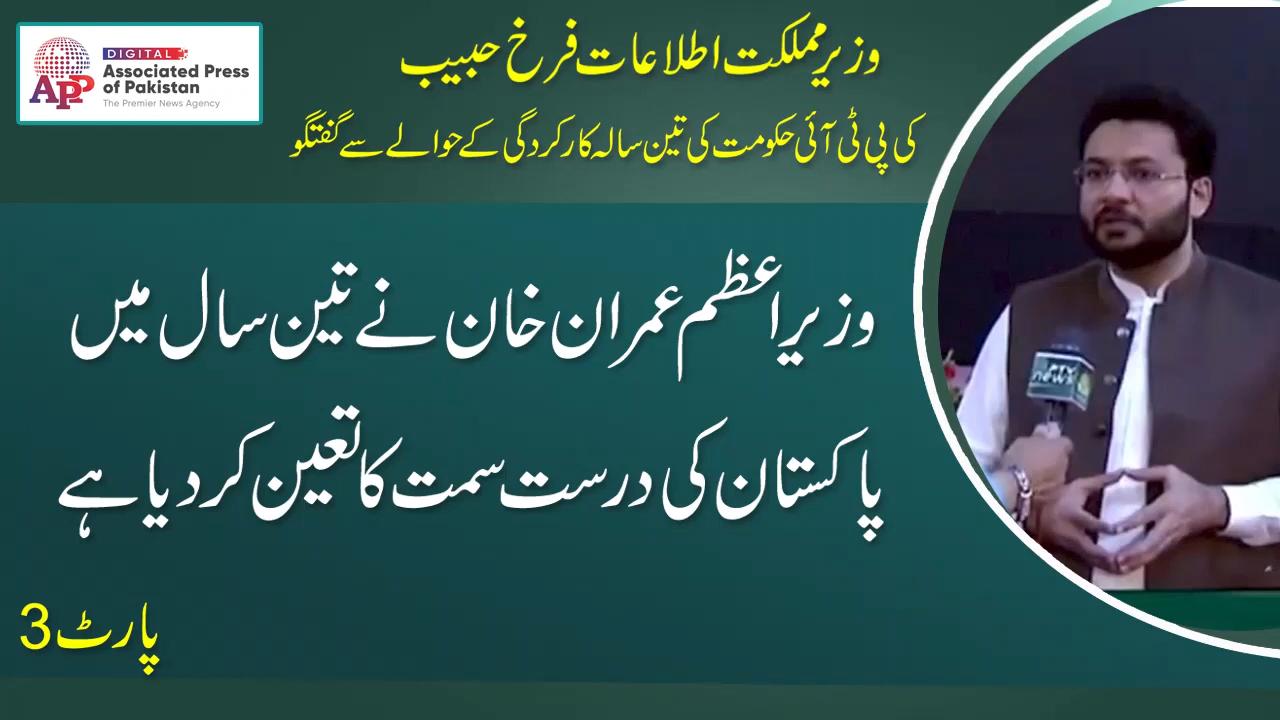 DIGITAL
APP
Associated Press
of Pakistan
The Premier News Agency
وزیر مملکت اطلاعات فرخ حبیب
کی پی ٹی آئی حکومت کی تین سالہ کارکردگی کے حوالے سے گفتگو
وزیراعظم عمران خان نے تین سال میں
پاکستان کی درست سمت کا تعین کر دیا ہے
پارٹ 3
PTV
news